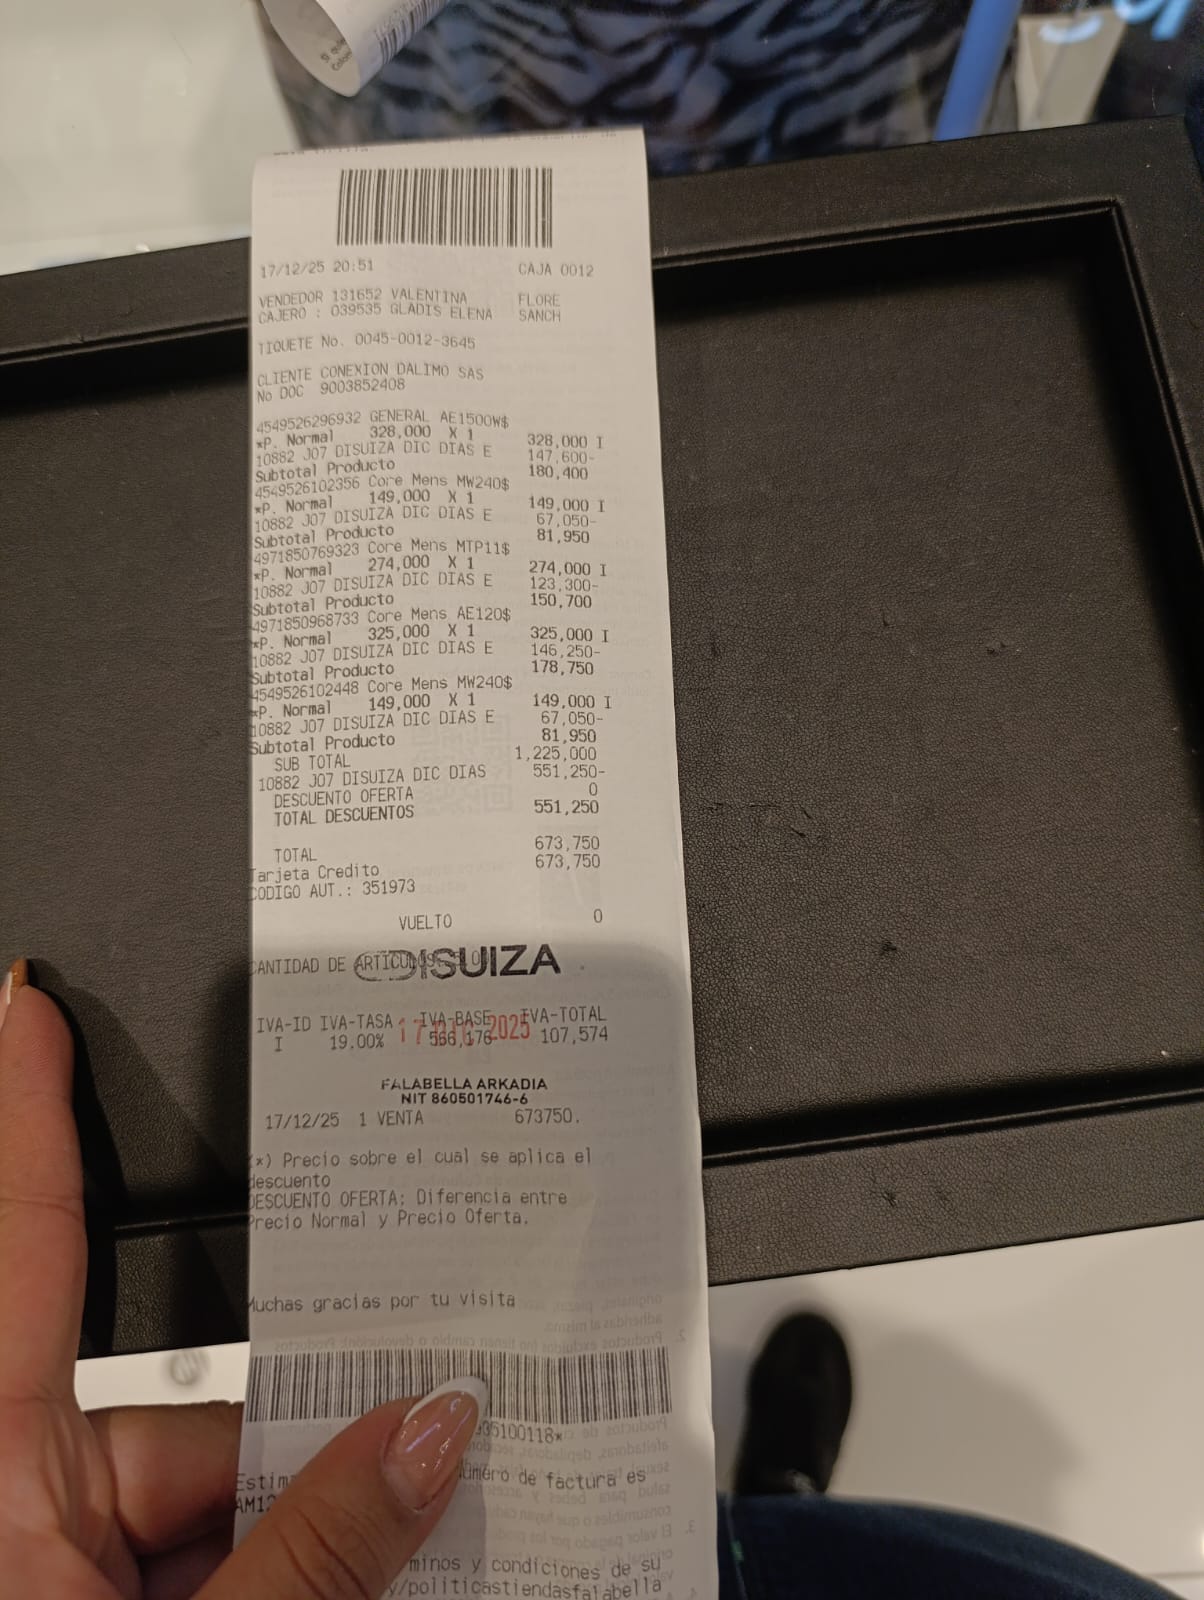 17/12/25 20:51 CAJA 0012
VENDEDOR 131652 VALENTINA FLORE
CAJERO : 039535 GLADIS ELENA SANCH
TIQUETE No. 0045-0012-3645
CLIENTE CONEXION DALIMO SAS
No DOC 9003852408
4549526296932 GENERAL AE1500W$
*P. Normal 328,000 X 1 328,000 I
10882 J07 DISUIZA DIC DIAS E 147,600-
Subtotal Producto 180,400
4549526102356 Core Mens MW240$
*P. Normal 149,000 X 1 149,000 I
10882 J07 DISUIZA DIC DIAS E 67,050-
Subtotal Producto 81,950
4971850769323 Core Mens MTP11$
*P. Normal 274,000 X 1 274,000 I
10882 J07 DISUIZA DIC DIAS E 123,300-
Subtotal Producto 150,700
4971850968733 Core Mens AE120$
*P. Normal 325,000 X 1 325,000 I
10882 J07 DISUIZA DIC DIAS E 146,250-
Subtotal Producto 178,750
4549526102448 Core Mens MW240$
*P. Normal 149,000 X 1 149,000 I
10882 J07 DISUIZA DIC DIAS E 67,050-
Subtotal Producto 81,950
SUB TOTAL 1,225,000
10882 J07 DISUIZA DIC DIAS 551,250-
DESCUENTO OFERTA 0
TOTAL DESCUENTOS 551,250
TOTAL 673,750
Tarjeta Credito 673,750
CODIGO AUT.: 351973
VUELTO 0
CANTIDAD DE ARTICULOS
DISUIZA
IVA-ID IVA-TASA IVA-BASE IVA-TOTAL
I 19.00% 566,176 107,574
17 DIC 2025
FALABELLA ARKADIA
NIT 860501746-6
17/12/25 1 VENTA 673750.
(*) Precio sobre el cual se aplica el
descuento
DESCUENTO OFERTA: Diferencia entre
Precio Normal y Precio Oferta.
Muchas gracias por tu visita
35100118*
número de factura es
y condiciones de su
/politicastiendasfalabella